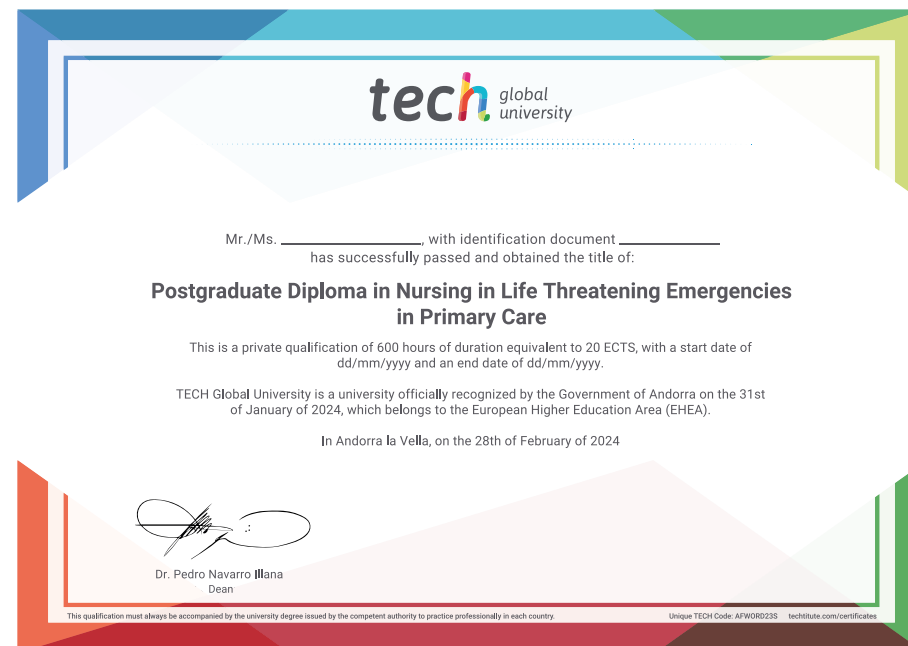 tech global university
Mr./Ms. ____________________, with identification document ______________
has successfully passed and obtained the title of:
Postgraduate Diploma in Nursing in Life Threatening Emergencies
in Primary Care
This is a private qualification of 600 hours of duration equivalent to 20 ECTS, with a start date of
dd/mm/yyyy and an end date of dd/mm/yyyy.
TECH Global University is a university officially recognized by the Government of Andorra on the 31st
of January of 2024, which belongs to the European Higher Education Area (EHEA).
In Andorra la Vella, on the 28th of February of 2024
Dr. Pedro Navarro Illana
Dean
This qualification must always be accompanied by the university degree issued by the competent authority to practice professionally in each country.
Unique TECH Code: AFWORD23S techtitute.com/certificates